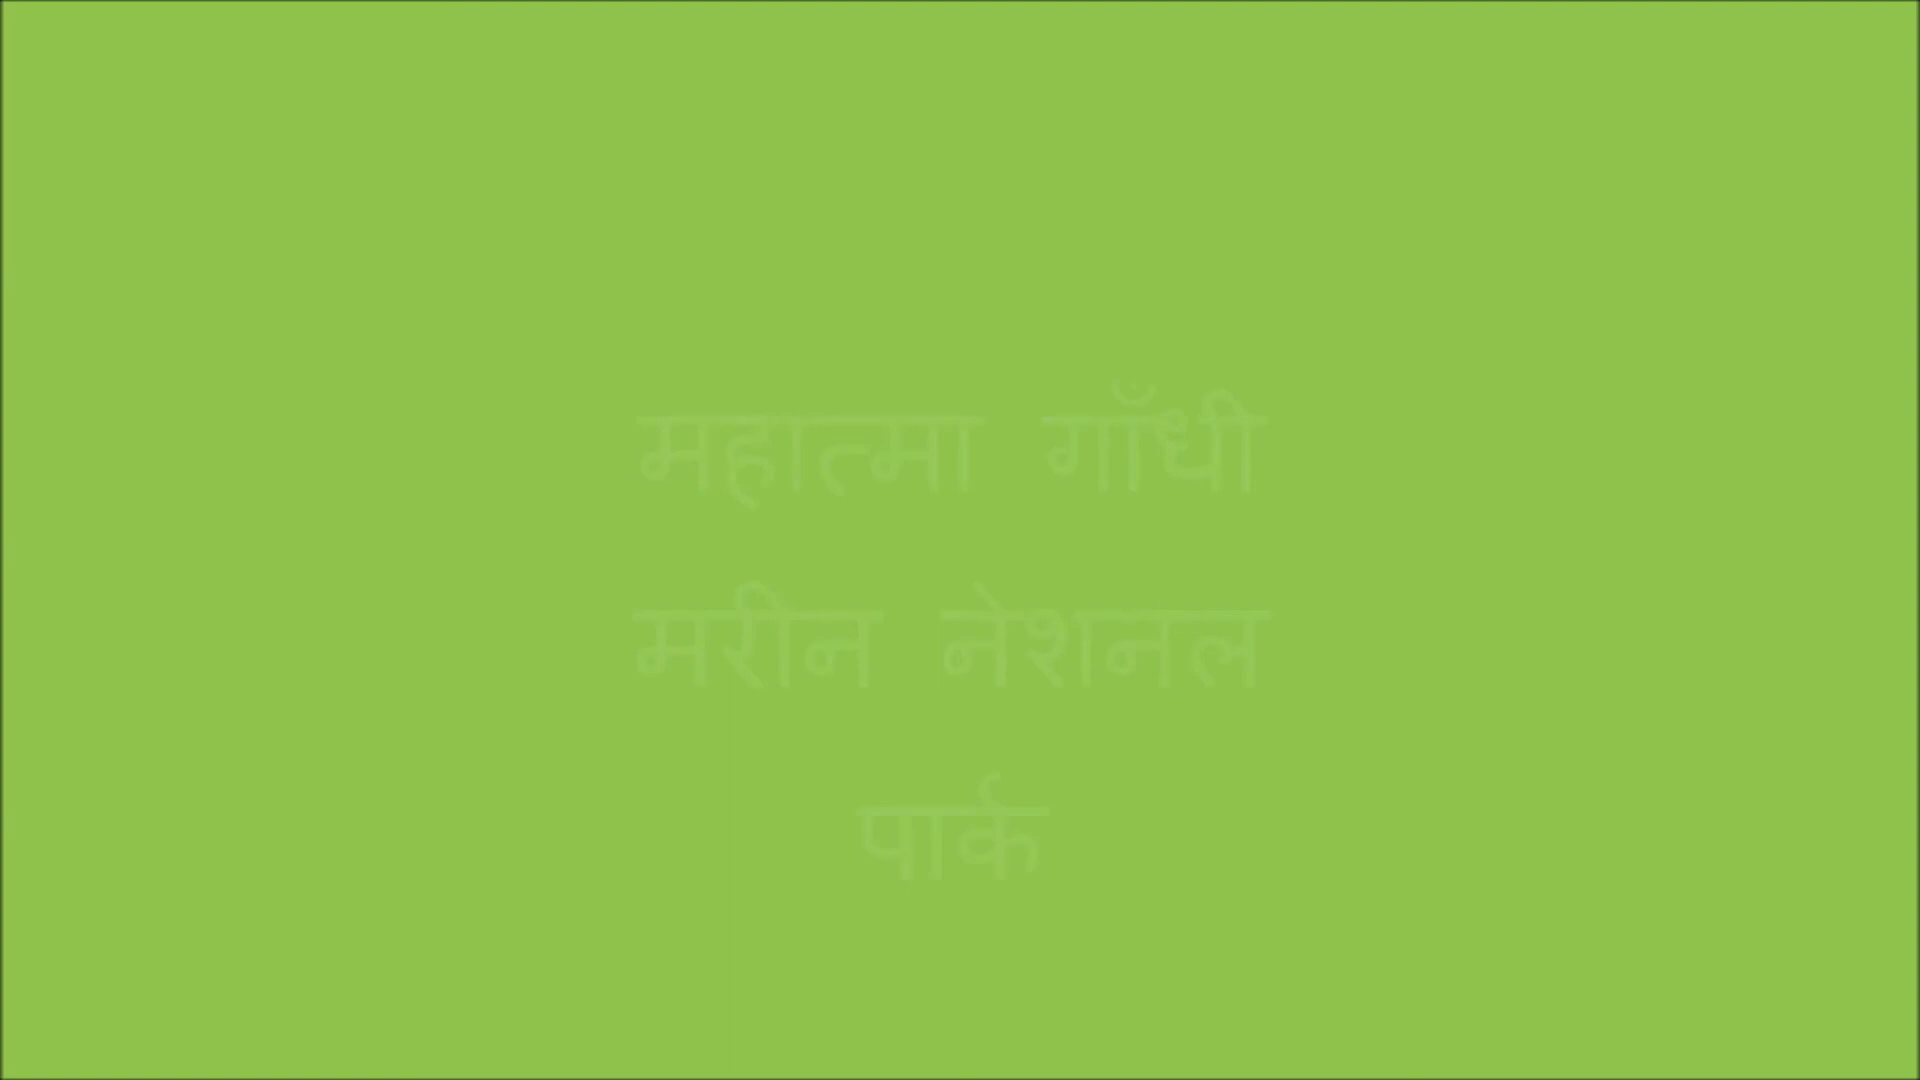 महात्मा गाँधी
मरीन नेशनल
पार्क